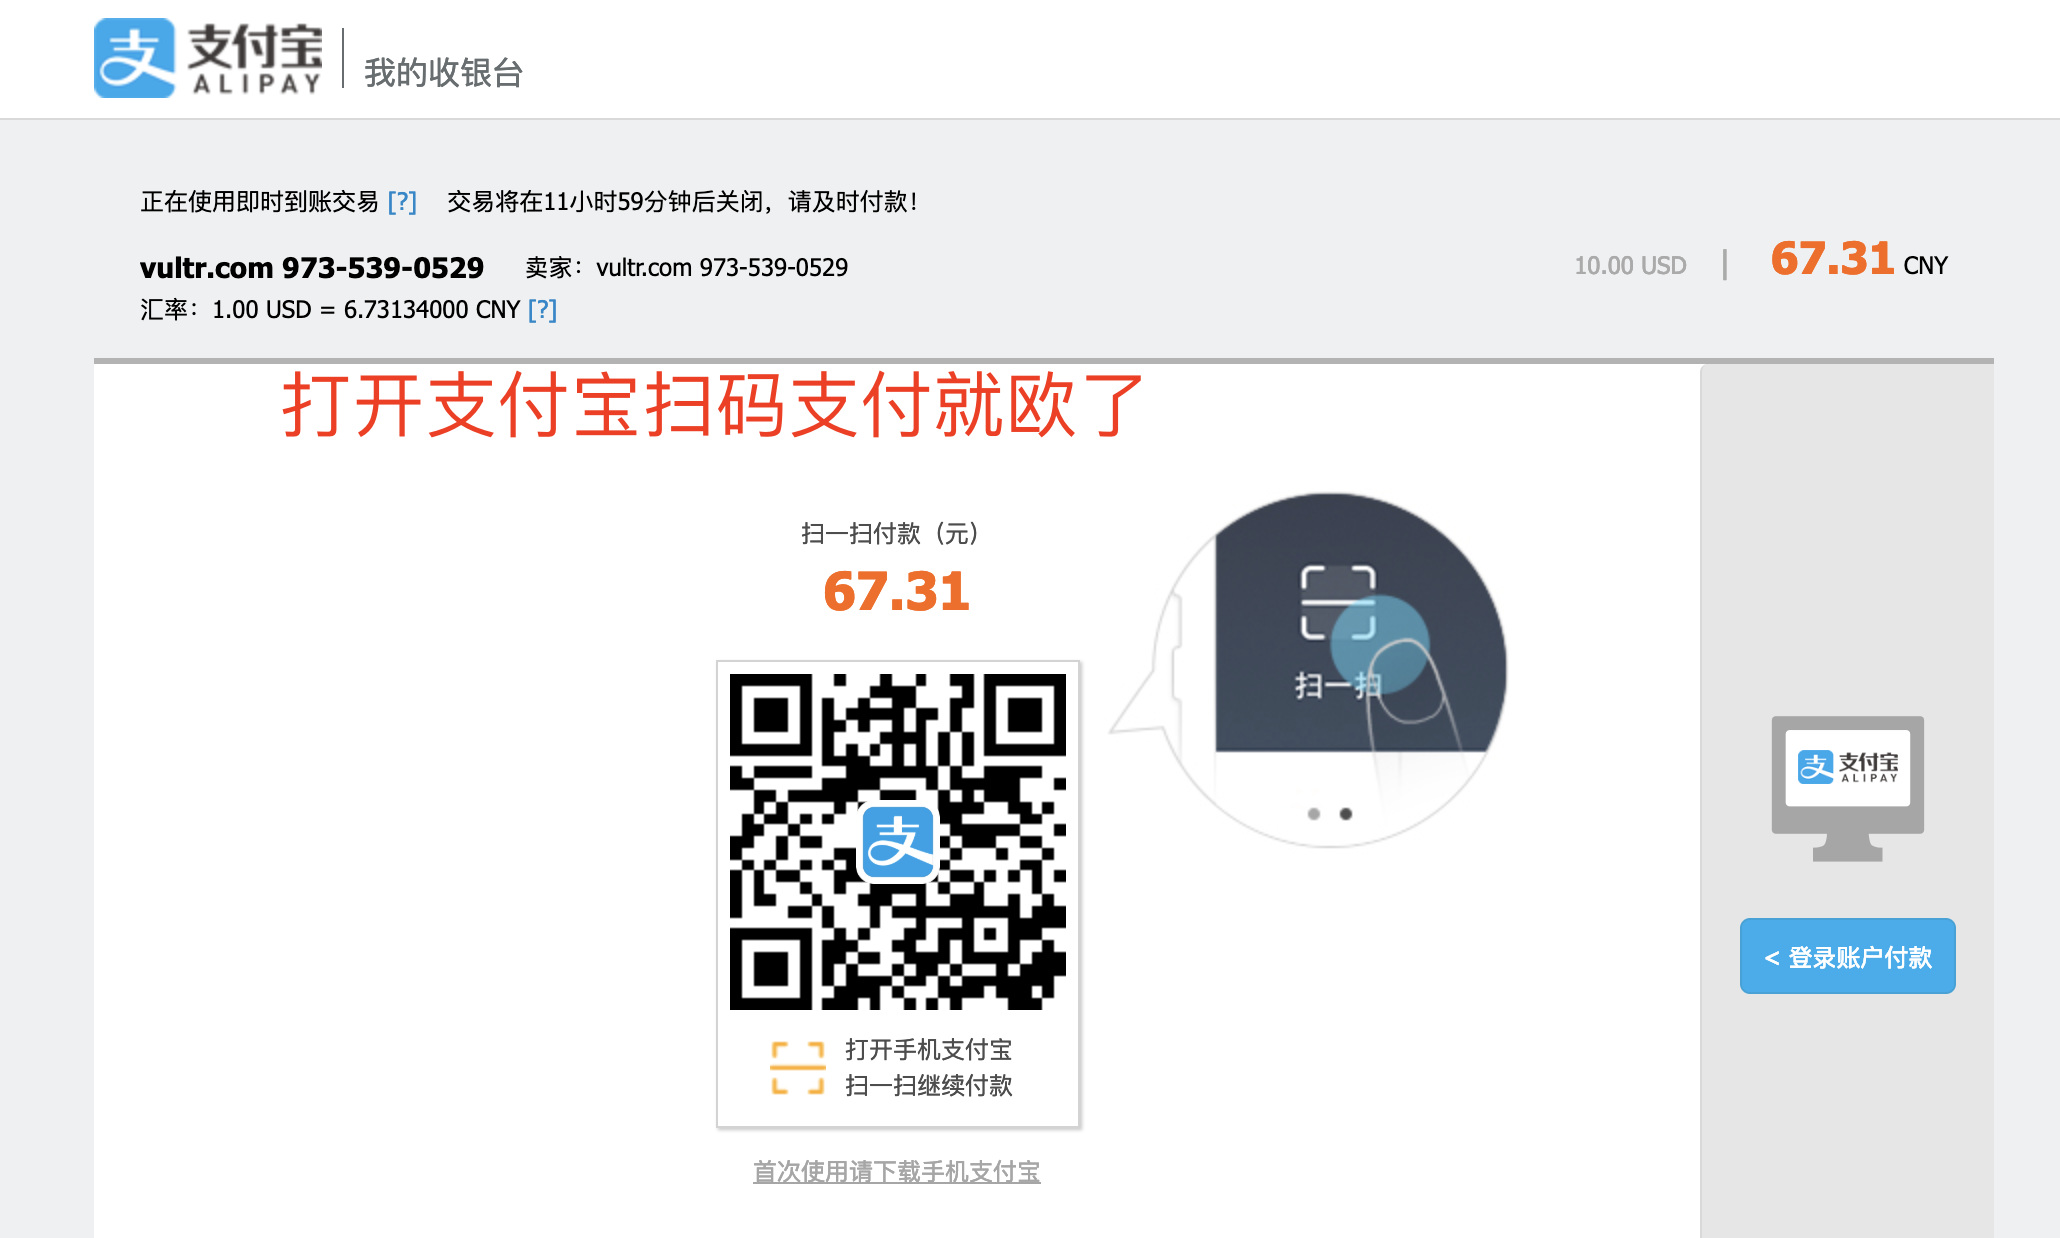 支付宝
ALIPAY
我的收银台
正在使用即时到账交易 [?] 交易将在11小时59分钟后关闭，请及时付款！
vultr.com 973-539-0529 卖家：vultr.com 973-539-0529
10.00 USD | 67.31 CNY
汇率：1.00 USD = 6.73134000 CNY [?]
打开支付宝扫码支付就欧了
扫一扫付款（元）
67.31
扫一扫
支
支付宝
ALIPAY
< 登录账户付款
打开手机支付宝
扫一扫继续付款
首次使用请下载手机支付宝